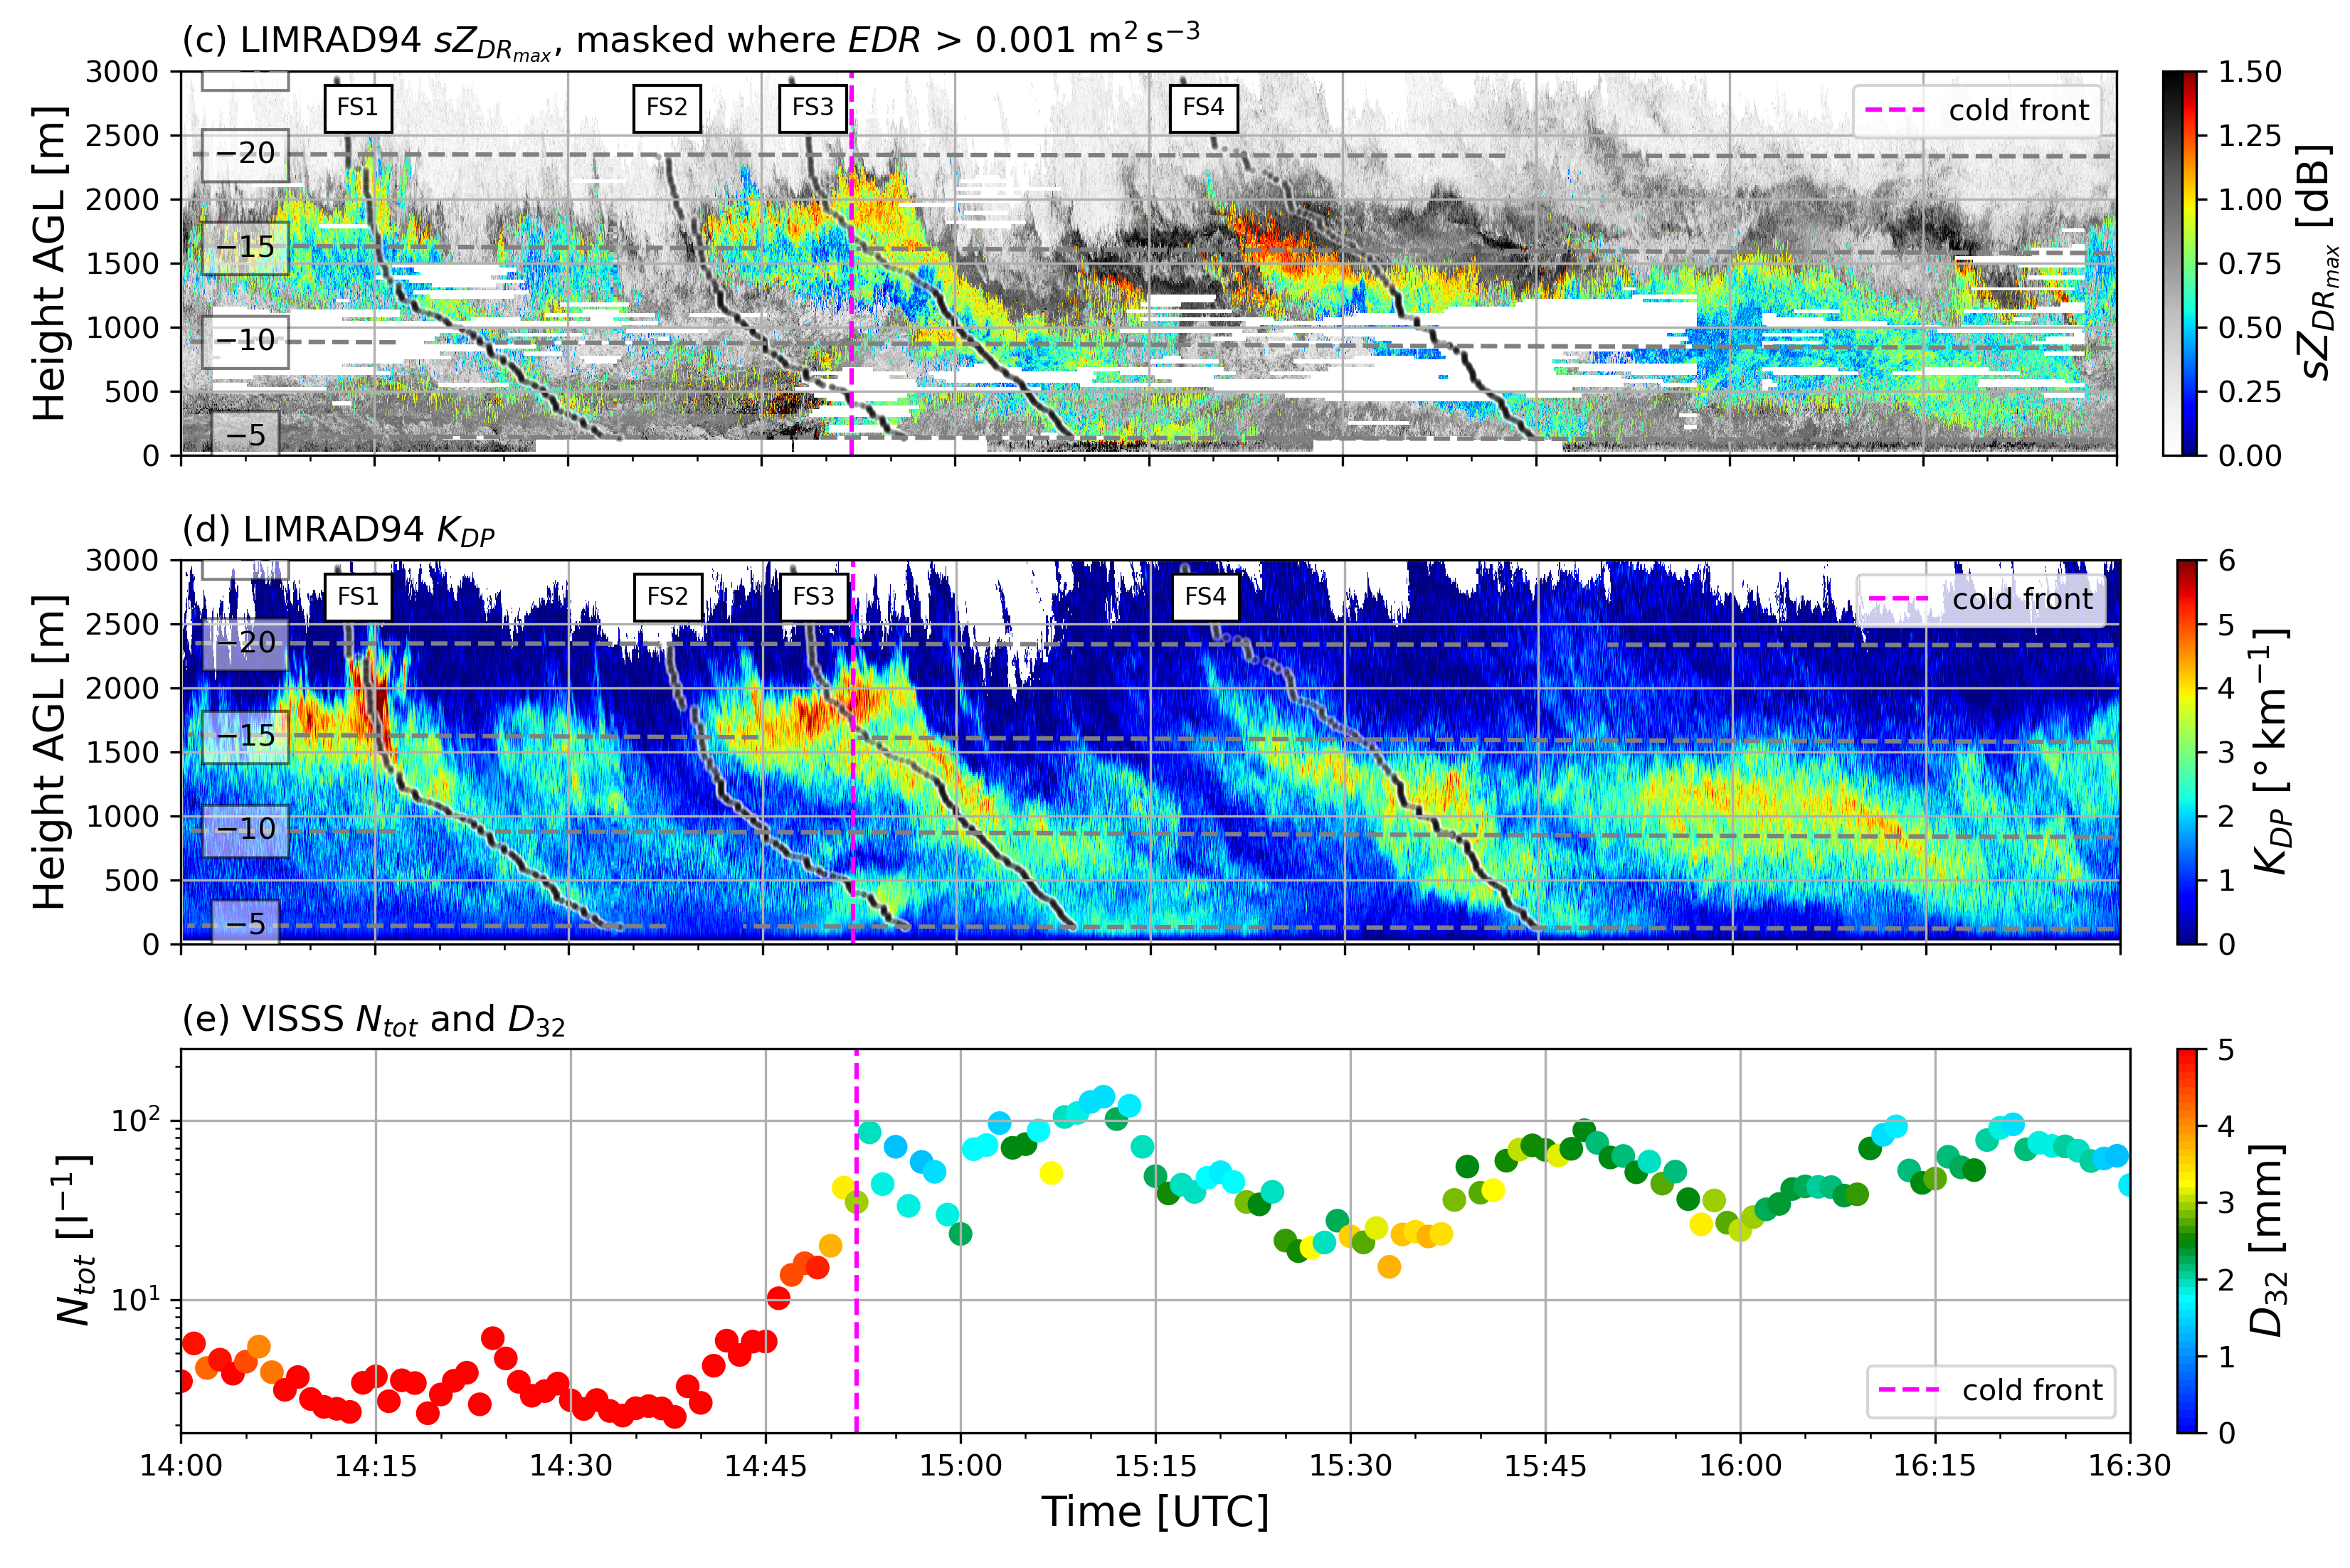 (c) LIMRAD94 sZ_DRmax, masked where EDR > 0.001 m² s⁻³
3000
2500
2000
1500
1000
500
0
Height AGL [m]
−20
−15
−10
−5
FS1
FS2
FS3
FS4
cold front
1.50
1.25
1.00
0.75
0.50
0.25
0.00
sZ_DRmax [dB]
(d) LIMRAD94 K_DP
3000
2500
2000
1500
1000
500
0
Height AGL [m]
−20
−15
−10
−5
FS1
FS2
FS3
FS4
cold front
6
5
4
3
2
1
0
K_DP [° km⁻¹]
(e) VISSS N_tot and D_32
10²
10¹
N_tot [l⁻¹]
cold front
5
4
3
2
1
0
D_32 [mm]
14:00 14:15 14:30 14:45 15:00 15:15 15:30 15:45 16:00 16:15 16:30
Time [UTC]